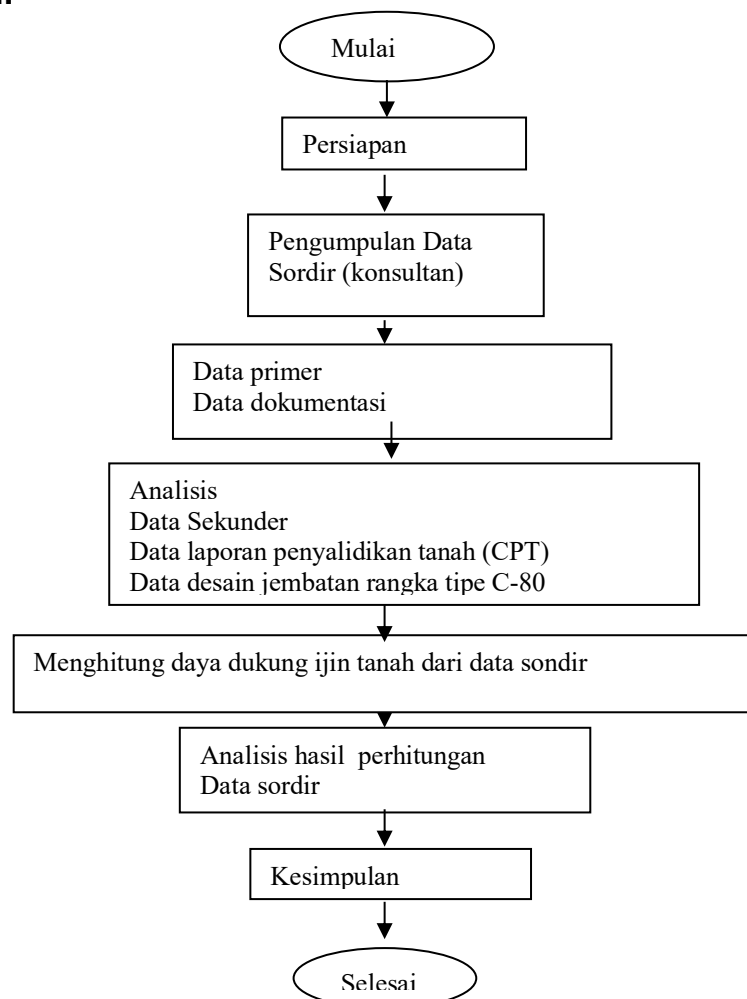 Mulai
Persiapan
Pengumpulan Data
Sordir (konsultan)
Data primer
Data dokumentasi
Analisis
Data Sekunder
Data laporan penyalidikan tanah (CPT)
Data desain jembatan rangka tipe C-80
Menghitung daya dukung ijin tanah dari data sondir
Analisis hasil perhitungan
Data sordir
Kesimpulan
Selesai